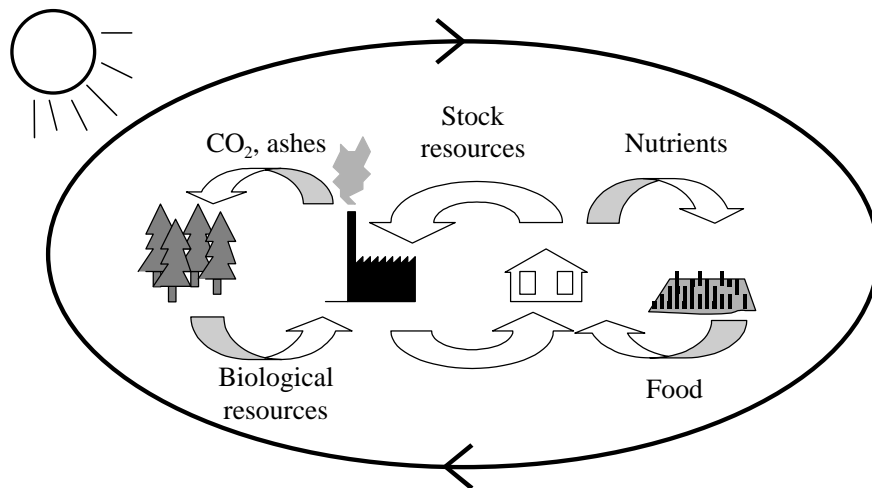 CO₂, ashes
Stock
resources
Nutrients
Biological
resources
Food